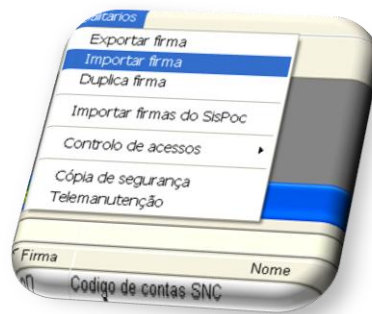 Exportar firma
Importar firma
Duplica firma
Importar firmas do SisPoc
Controlo de acessos
Cópia de segurança
Telemanutenção
Firma Nome
Codigo de contas SNC